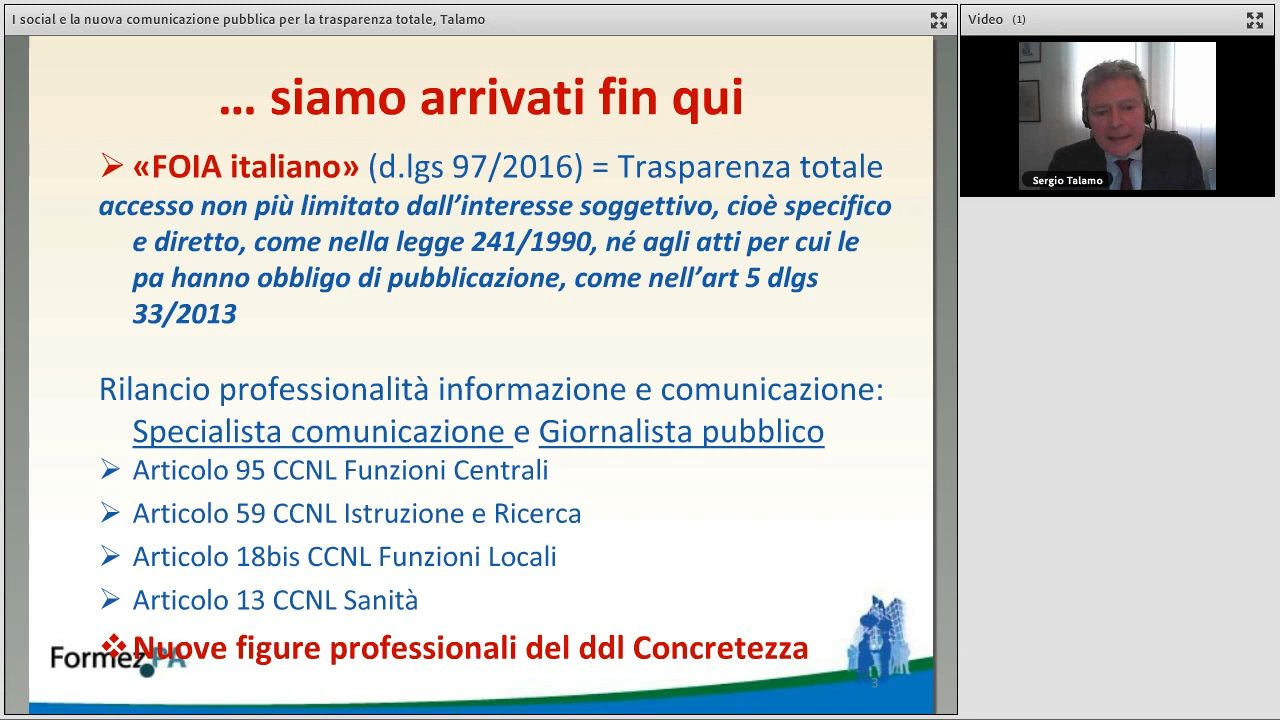 I social e la nuova comunicazione pubblica per la trasparenza totale, Talamo
Video (1)
Sergio Talamo
... siamo arrivati fin qui
«FOIA italiano» (d.lgs 97/2016) = Trasparenza totale
accesso non più limitato dall'interesse soggettivo, cioè specifico
e diretto, come nella legge 241/1990, né agli atti per cui le
pa hanno obbligo di pubblicazione, come nell'art 5 dlgs
33/2013
Rilancio professionalità informazione e comunicazione:
Specialista comunicazione e Giornalista pubblico
Articolo 95 CCNL Funzioni Centrali
Articolo 59 CCNL Istruzione e Ricerca
Articolo 18bis CCNL Funzioni Locali
Articolo 13 CCNL Sanità
Nuove figure professionali del ddl Concretezza
Formez PA
3